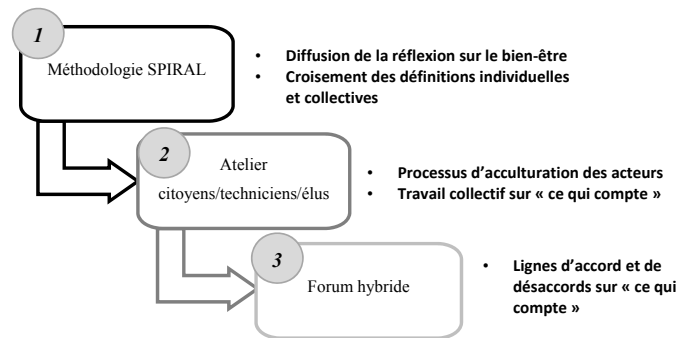 1
Méthodologie SPIRAL
• Diffusion de la réflexion sur le bien-être
• Croisement des définitions individuelles
et collectives
2
Atelier
citoyens/techniciens/élus
• Processus d’acculturation des acteurs
• Travail collectif sur « ce qui compte »
3
Forum hybride
• Lignes d’accord et de
désaccords sur « ce qui
compte »